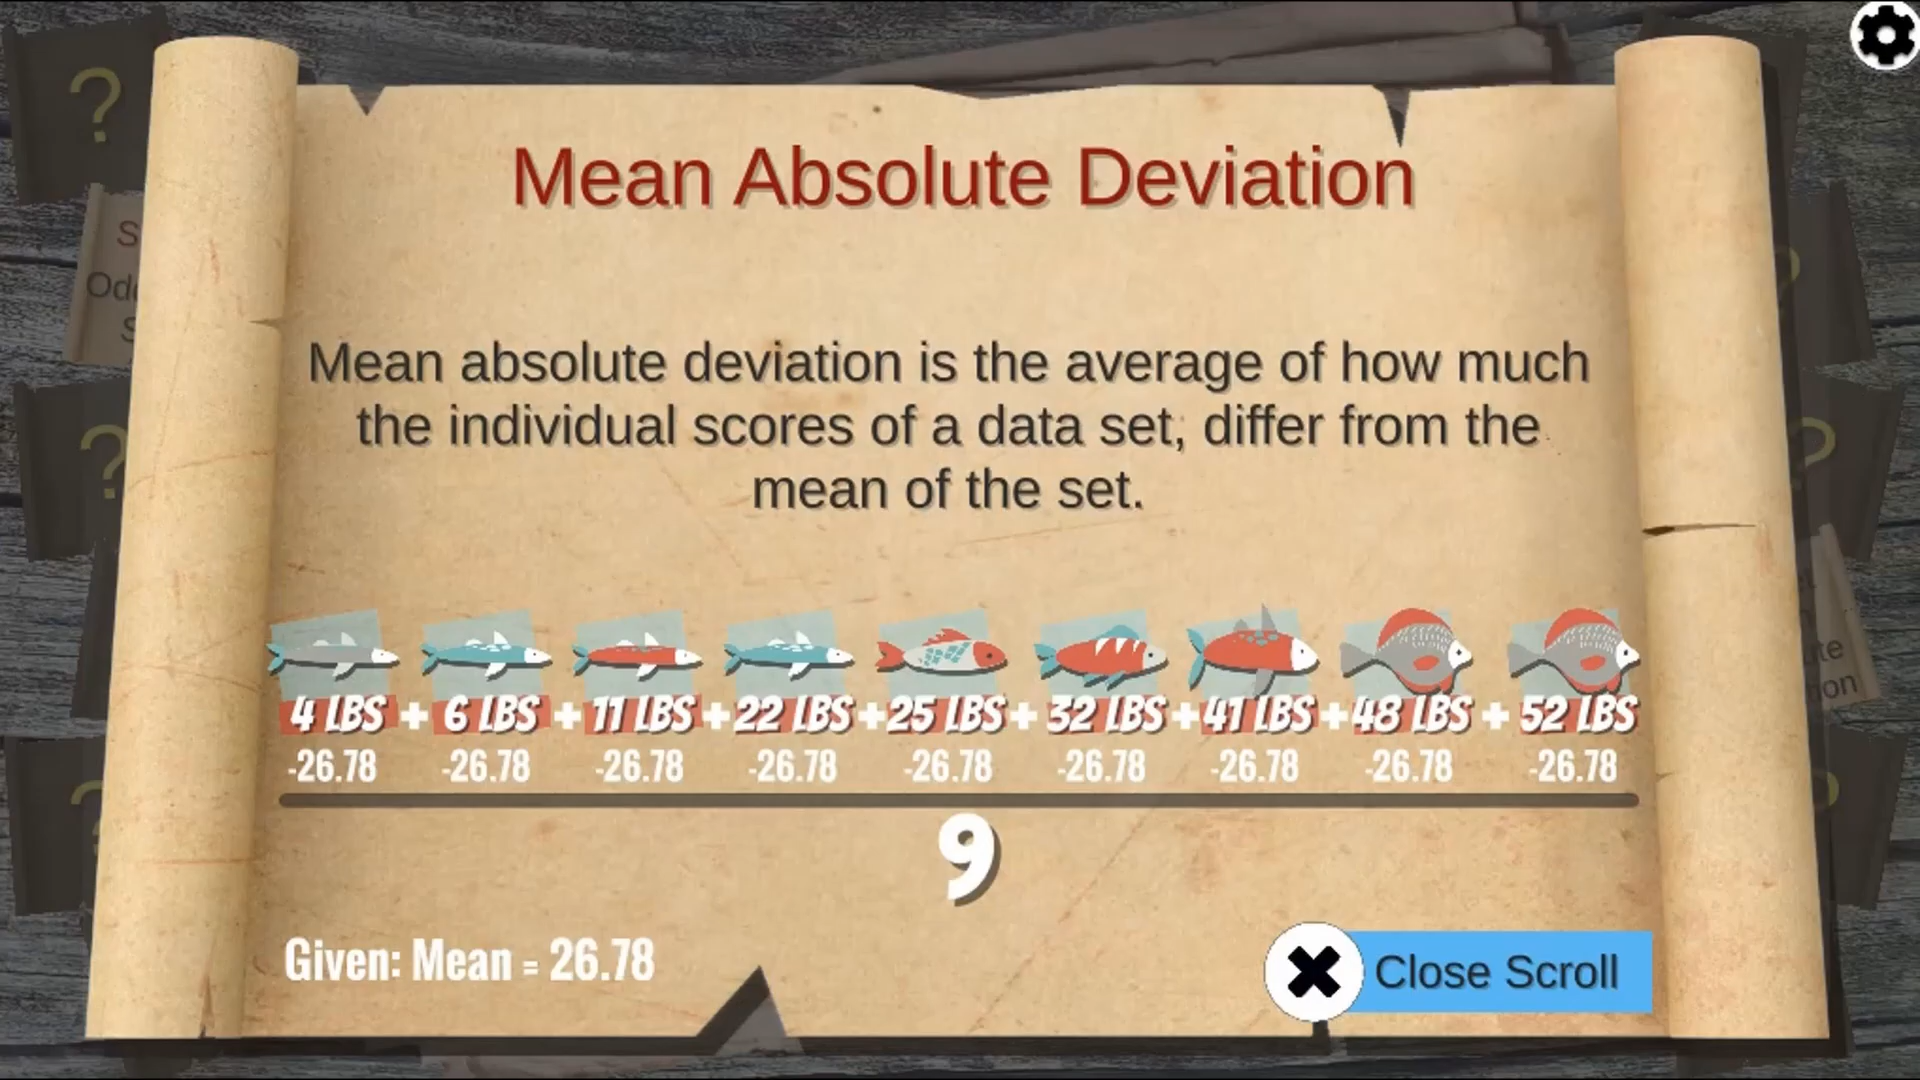 ?
Mean Absolute Deviation
Mean absolute deviation is the average of how much
the individual scores of a data set, differ from the
mean of the set.
?
?
4 LBS + 6 LBS + 11 LBS + 22 LBS + 25 LBS + 32 LBS + 41 LBS + 48 LBS + 52 LBS
-26.78 -26.78 -26.78 -26.78 -26.78 -26.78 -26.78 -26.78 -26.78
9
Given: Mean = 26.78
Close Scroll